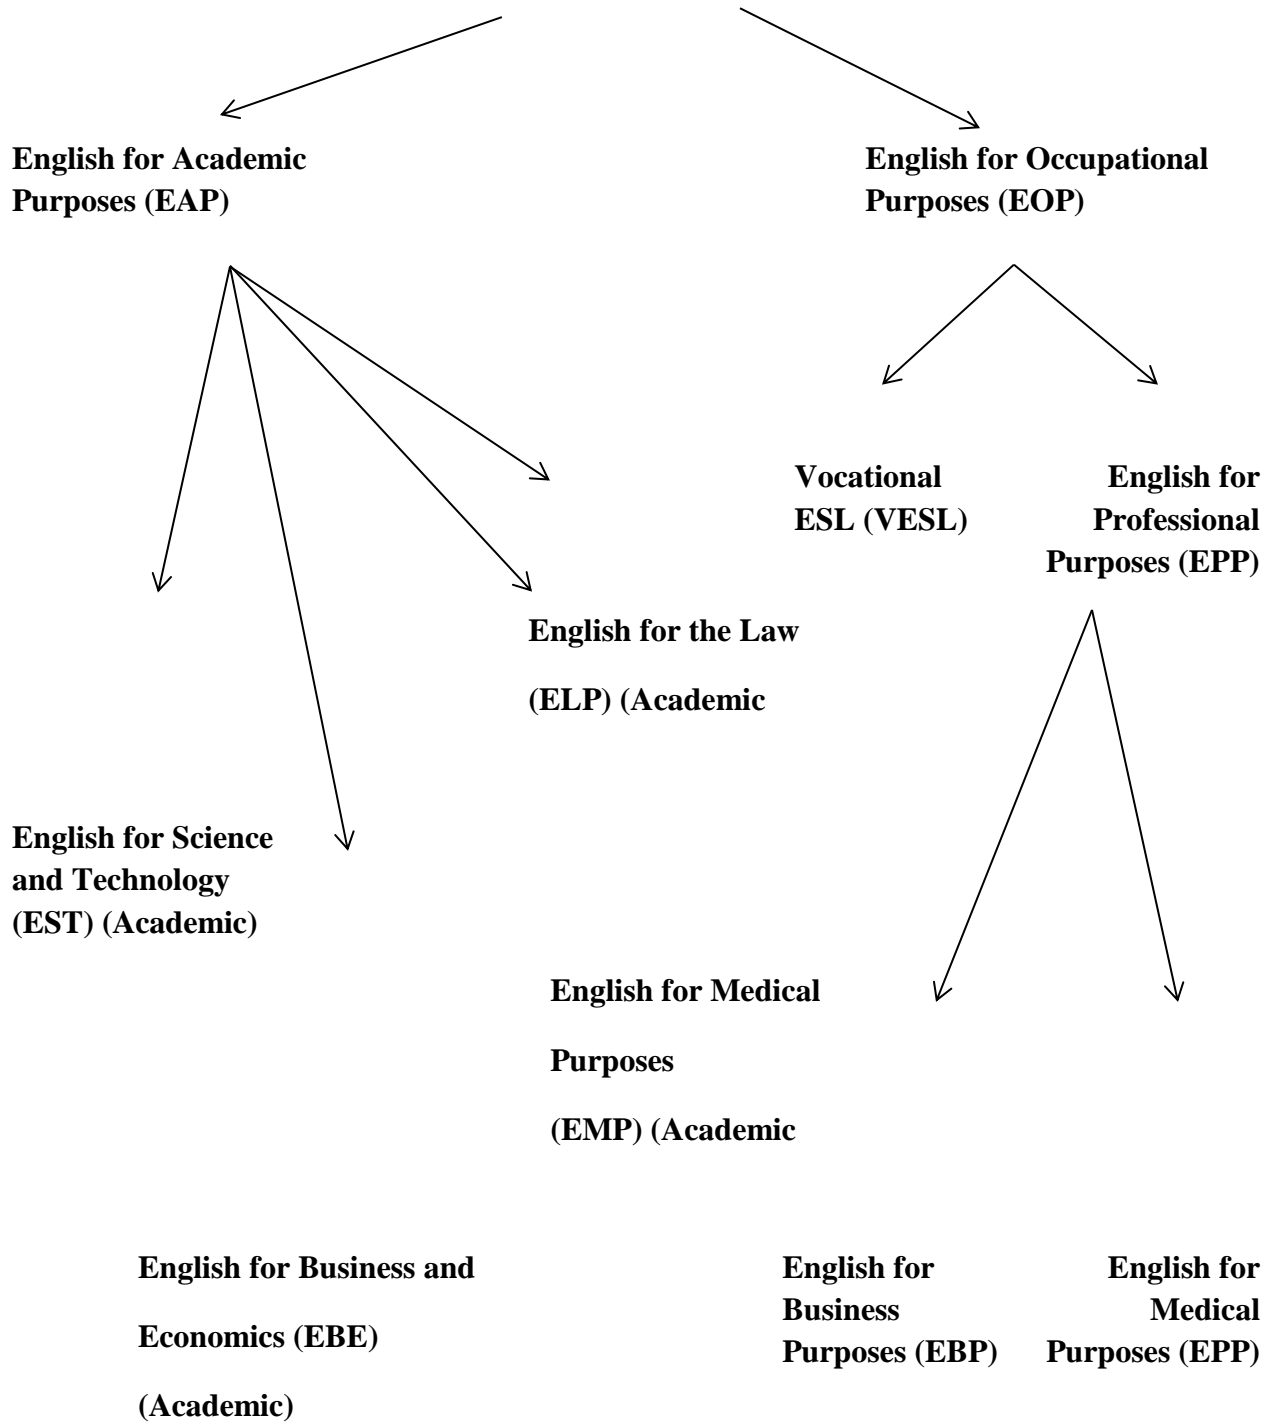 English for Academic
Purposes (EAP)
English for Occupational
Purposes (EOP)
Vocational
ESL (VESL)
English for
Professional
Purposes (EPP)
English for the Law
(ELP) (Academic
English for Science
and Technology
(EST) (Academic)
English for Medical
Purposes
(EMP) (Academic
English for Business and
Economics (EBE)
(Academic)
English for
Business
Purposes (EBP)
English for
Medical
Purposes (EPP)